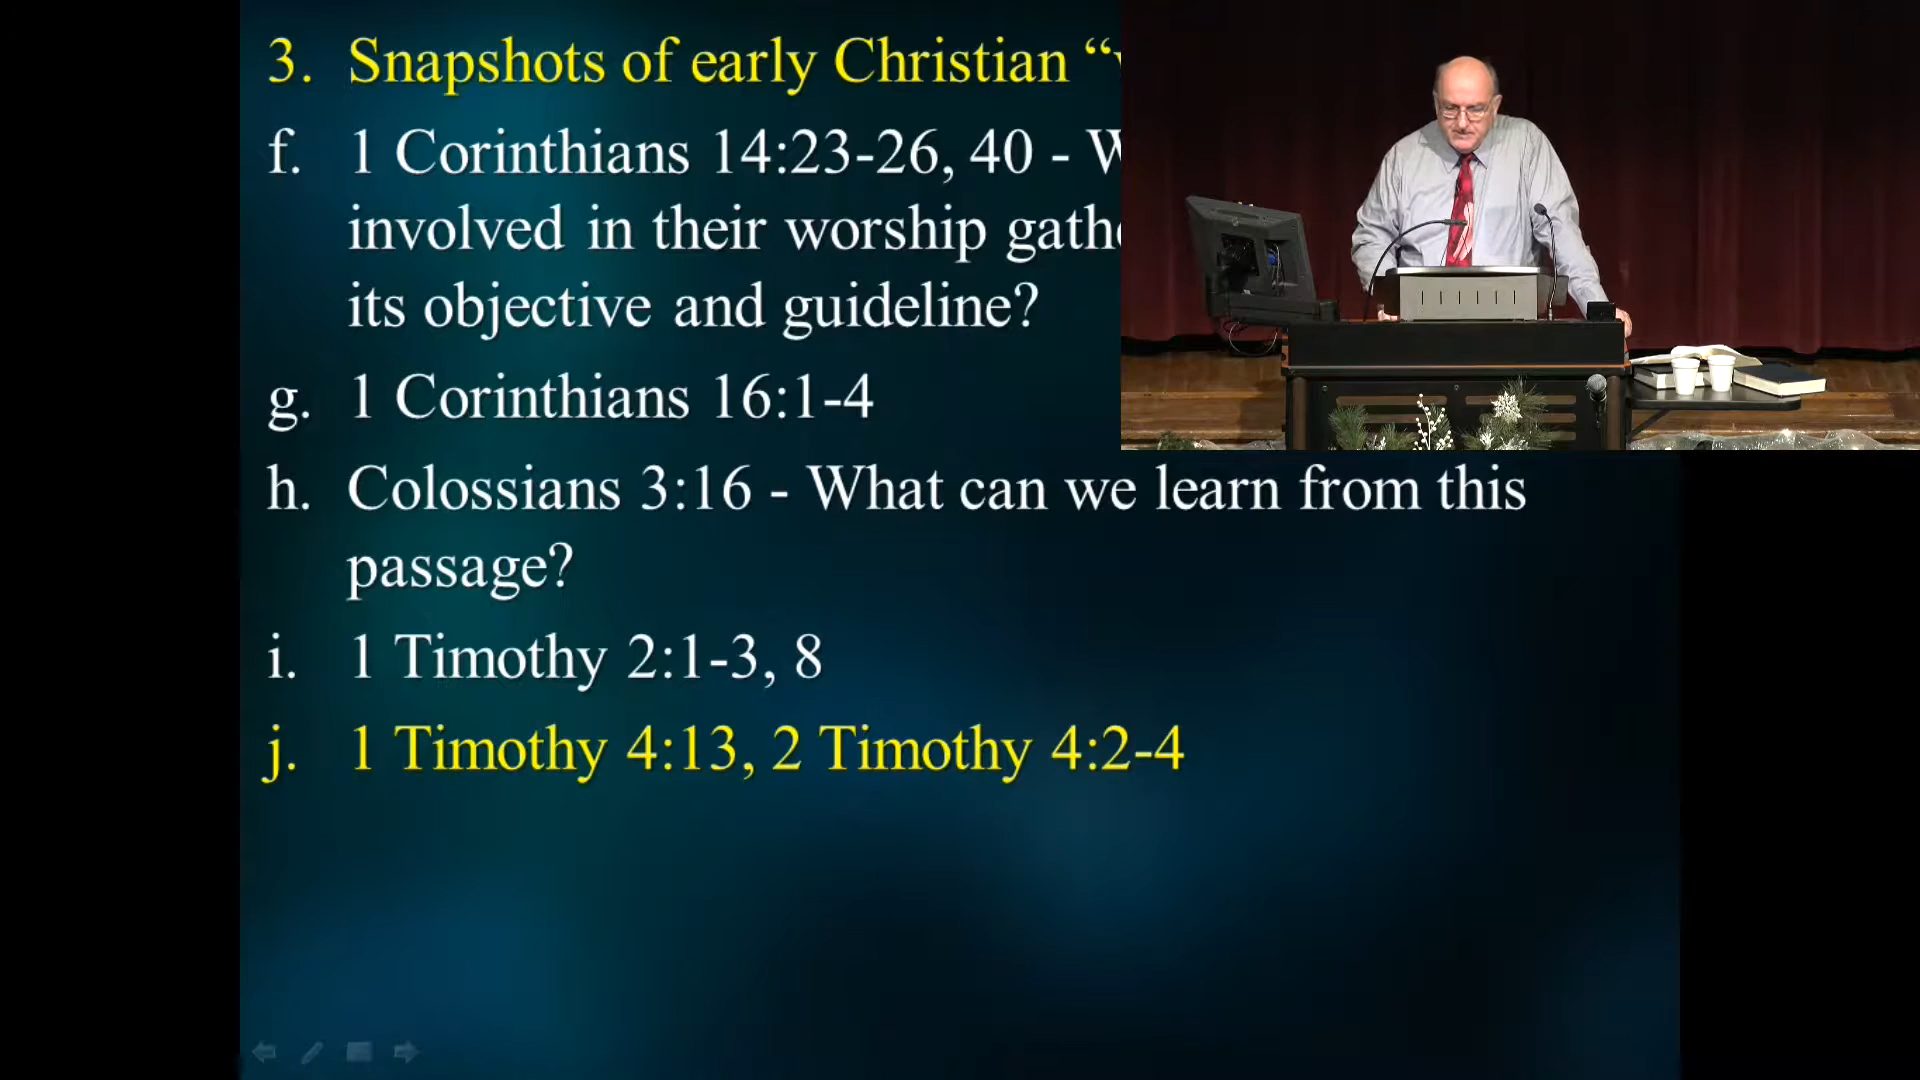 3. Snapshots of early Christian “
f. 1 Corinthians 14:23-26, 40 - W
involved in their worship gathe
its objective and guideline?
g. 1 Corinthians 16:1-4
h. Colossians 3:16 - What can we learn from this
passage?
i. 1 Timothy 2:1-3, 8
j. 1 Timothy 4:13, 2 Timothy 4:2-4